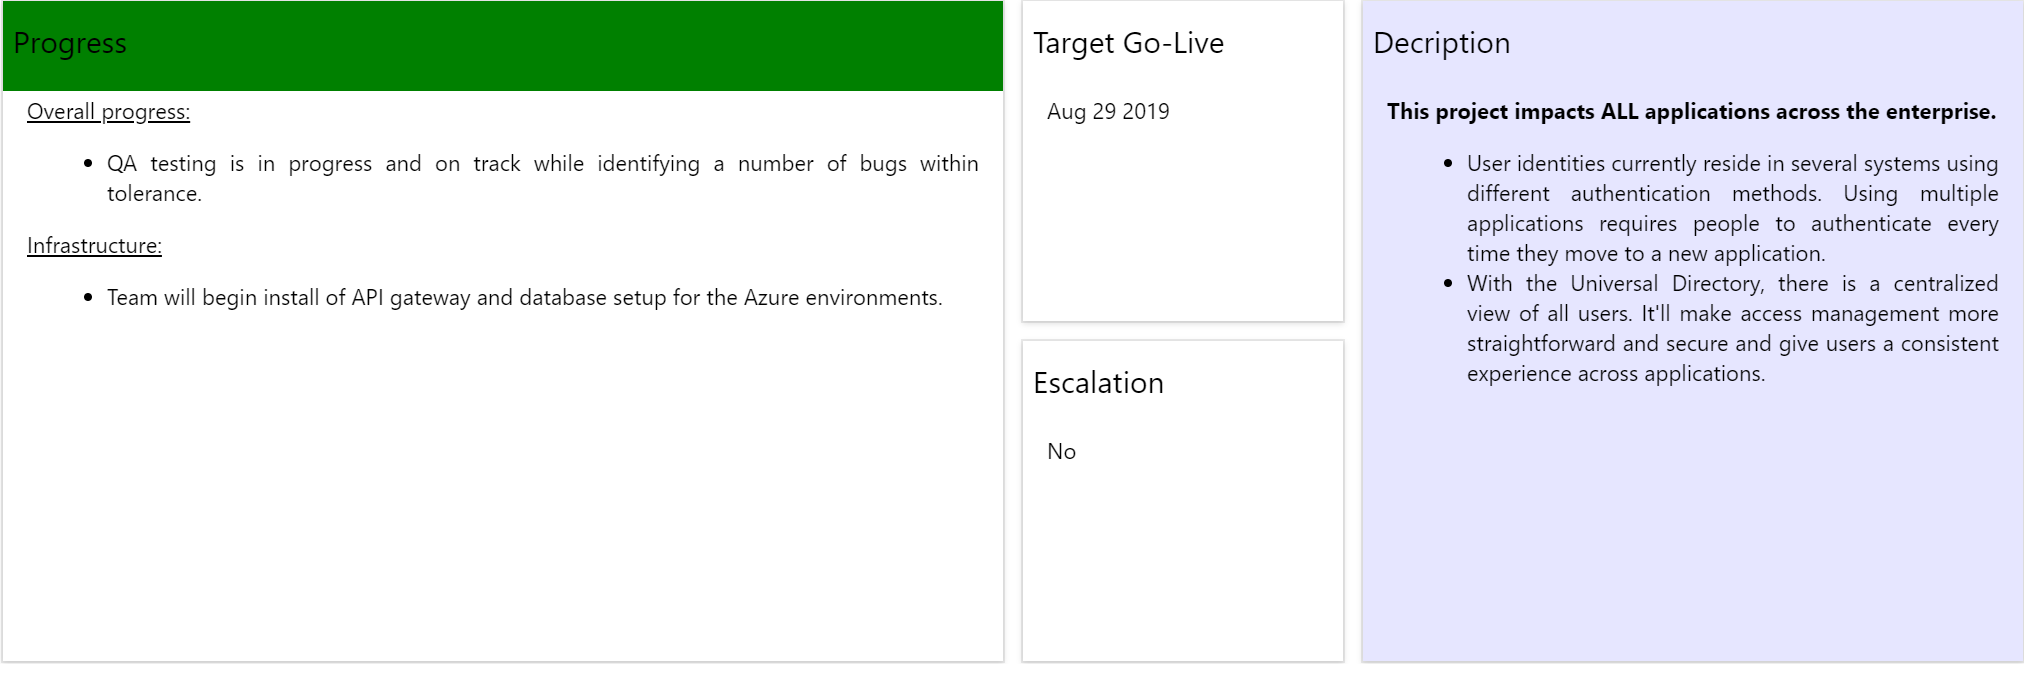 Progress
Overall progress:
QA testing is in progress and on track while identifying a number of bugs within
tolerance.
Infrastructure:
Team will begin install of API gateway and database setup for the Azure environments.
Target Go-Live
Aug 29 2019
Escalation
No
Decription
This project impacts ALL applications across the enterprise.
User identities currently reside in several systems using
different authentication methods. Using multiple
applications requires people to authenticate every
time they move to a new application.
With the Universal Directory, there is a centralized
view of all users. It'll make access management more
straightforward and secure and give users a consistent
experience across applications.